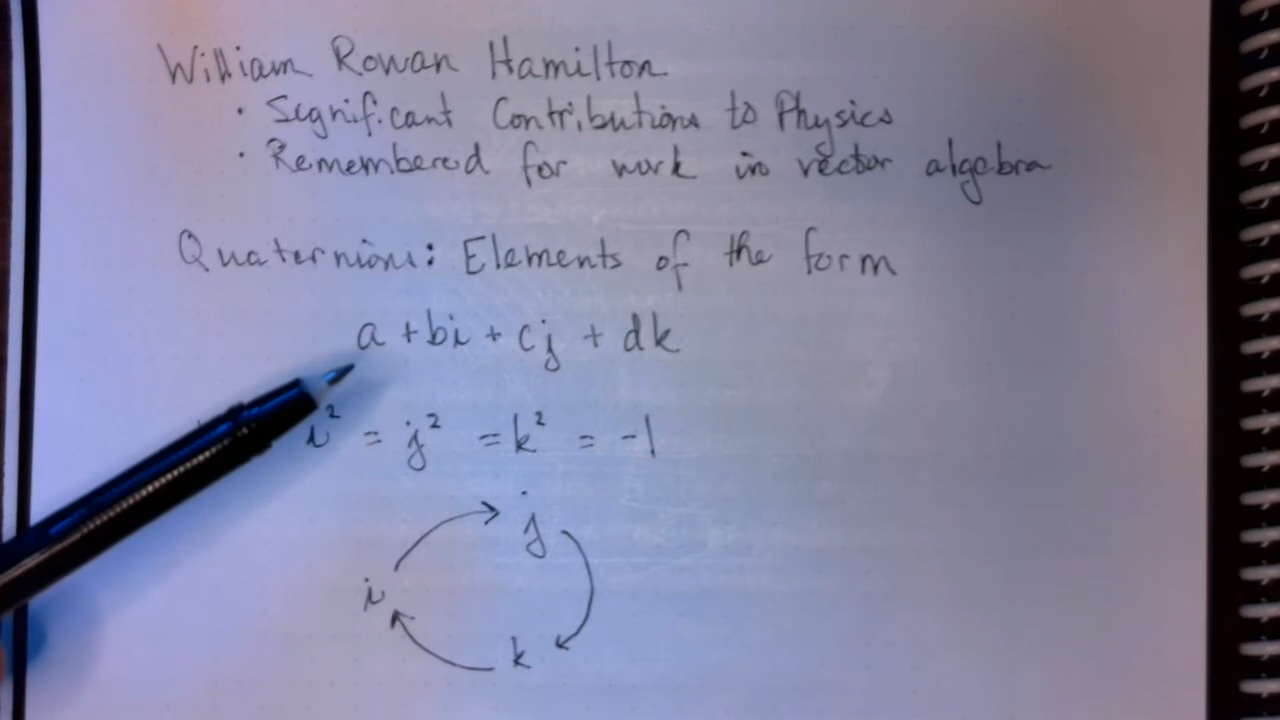 William Rowan Hamilton
· Significant Contributions to Physics
· Remembered for work in vector algebra
Quaternions: Elements of the form
a + bi + cj + dk
i² = j² = k² = -1
j
i
k